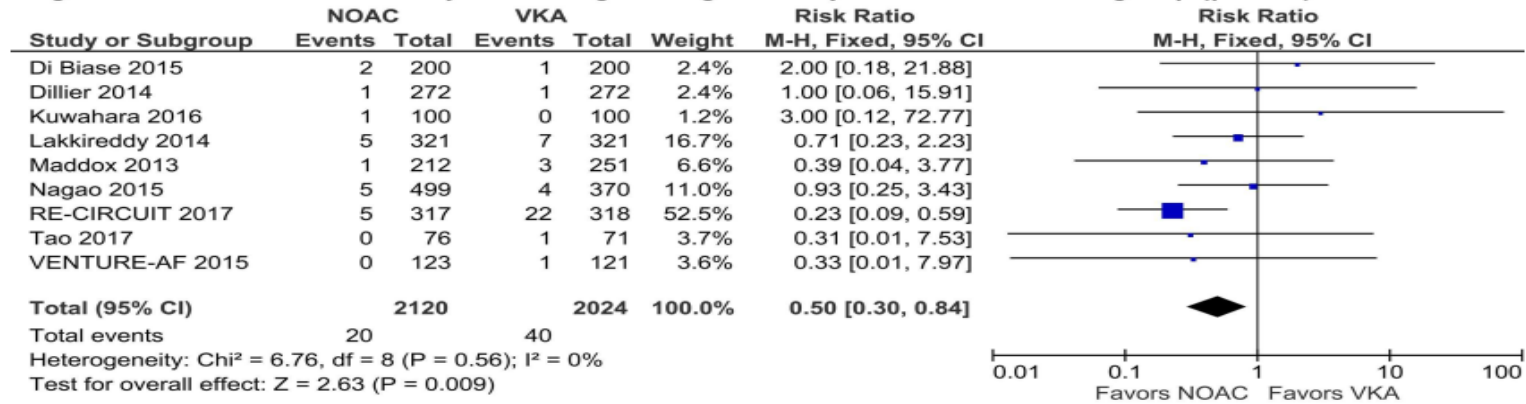 NOAC VKA Risk Ratio Risk Ratio
Study or Subgroup Events Total Events Total Weight M-H, Fixed, 95% CI M-H, Fixed, 95% CI
Di Biase 2015 2 200 1 200 2.4% 2.00 [0.18, 21.88]
Dillier 2014 1 272 1 272 2.4% 1.00 [0.06, 15.91]
Kuwahara 2016 1 100 0 100 1.2% 3.00 [0.12, 72.77]
Lakkireddy 2014 5 321 7 321 16.7% 0.71 [0.23, 2.23]
Maddox 2013 1 212 3 251 6.6% 0.39 [0.04, 3.77]
Nagao 2015 5 499 4 370 11.0% 0.93 [0.25, 3.43]
RE-CIRCUIT 2017 5 317 22 318 52.5% 0.23 [0.09, 0.59]
Tao 2017 0 76 1 71 3.7% 0.31 [0.01, 7.53]
VENTURE-AF 2015 0 123 1 121 3.6% 0.33 [0.01, 7.97]
Total (95% CI) 2120 2024 100.0% 0.50 [0.30, 0.84]
Total events 20 40
Heterogeneity: Chi² = 6.76, df = 8 (P = 0.56); I² = 0%
Test for overall effect: Z = 2.63 (P = 0.009)
0.01 0.1 1 10 100
Favors NOAC Favors VKA